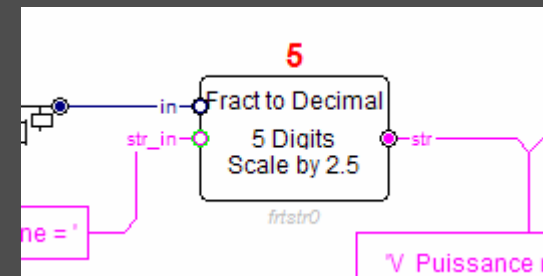 5
in
Fract to Decimal
str_in
5 Digits
str
Scale by 2.5
frtstr0
ne = '
'V Puissance